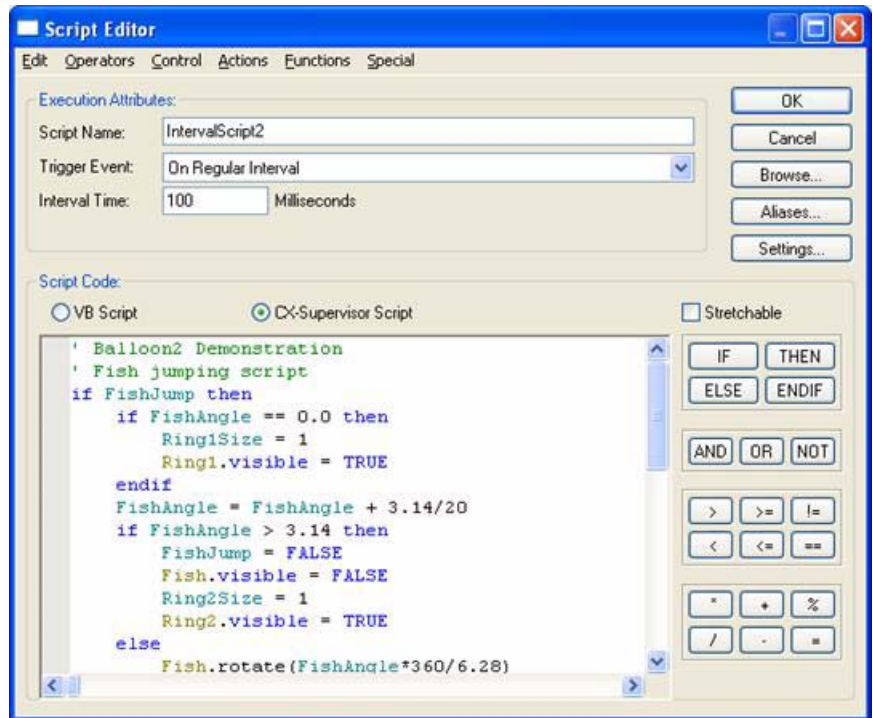 Script Editor
Edit Operators Control Actions Functions Special
Execution Attributes:
Script Name: IntervalScript2
Trigger Event: On Regular Interval
Interval Time: 100 Milliseconds
OK
Cancel
Browse...
Aliases...
Settings...
Script Code:
VB Script CX-Supervisor Script Stretchable
' Balloon2 Demonstration
' Fish jumping script
if FishJump then
if FishAngle == 0.0 then
Ring1Size = 1
Ring1.visible = TRUE
endif
FishAngle = FishAngle + 3.14/20
if FishAngle > 3.14 then
FishJump = FALSE
Fish.visible = FALSE
Ring2Size = 1
Ring2.visible = TRUE
else
Fish.rotate(FishAngle*360/6.28)
IF THEN
ELSE ENDIF
AND OR NOT
> >= !=
< <= ==
* + %
/ - =